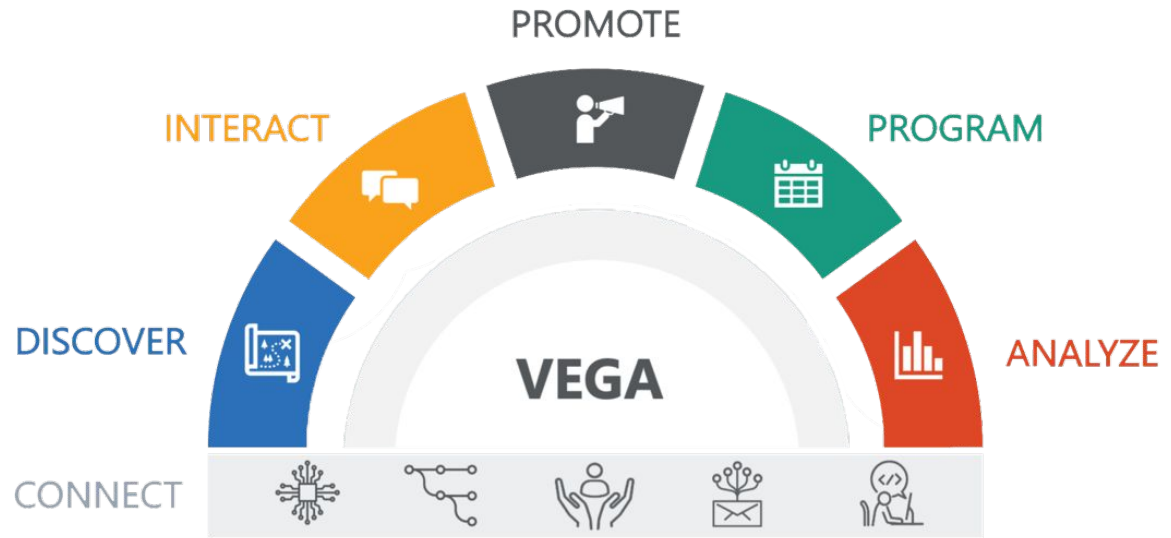 PROMOTE
INTERACT
PROGRAM
DISCOVER
ANALYZE
VEGA
CONNECT